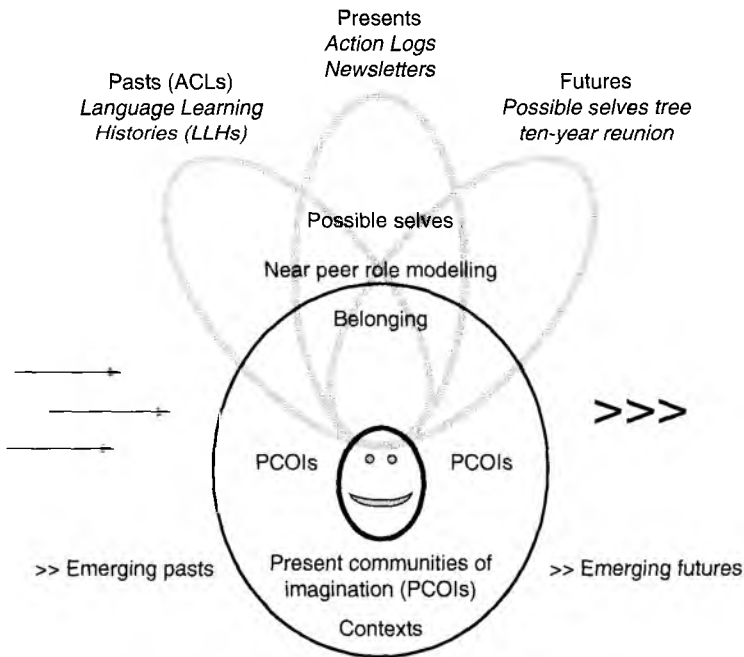 Presents
Action Logs
Newsletters
Pasts (ACLs)
Language Learning
Histories (LLHs)
Futures
Possible selves tree
ten-year reunion
Possible selves
Near peer role modelling
Belonging
>>>
PCOIs
PCOIs
>> Emerging pasts
Present communities of
imagination (PCOIs)
>> Emerging futures
Contexts